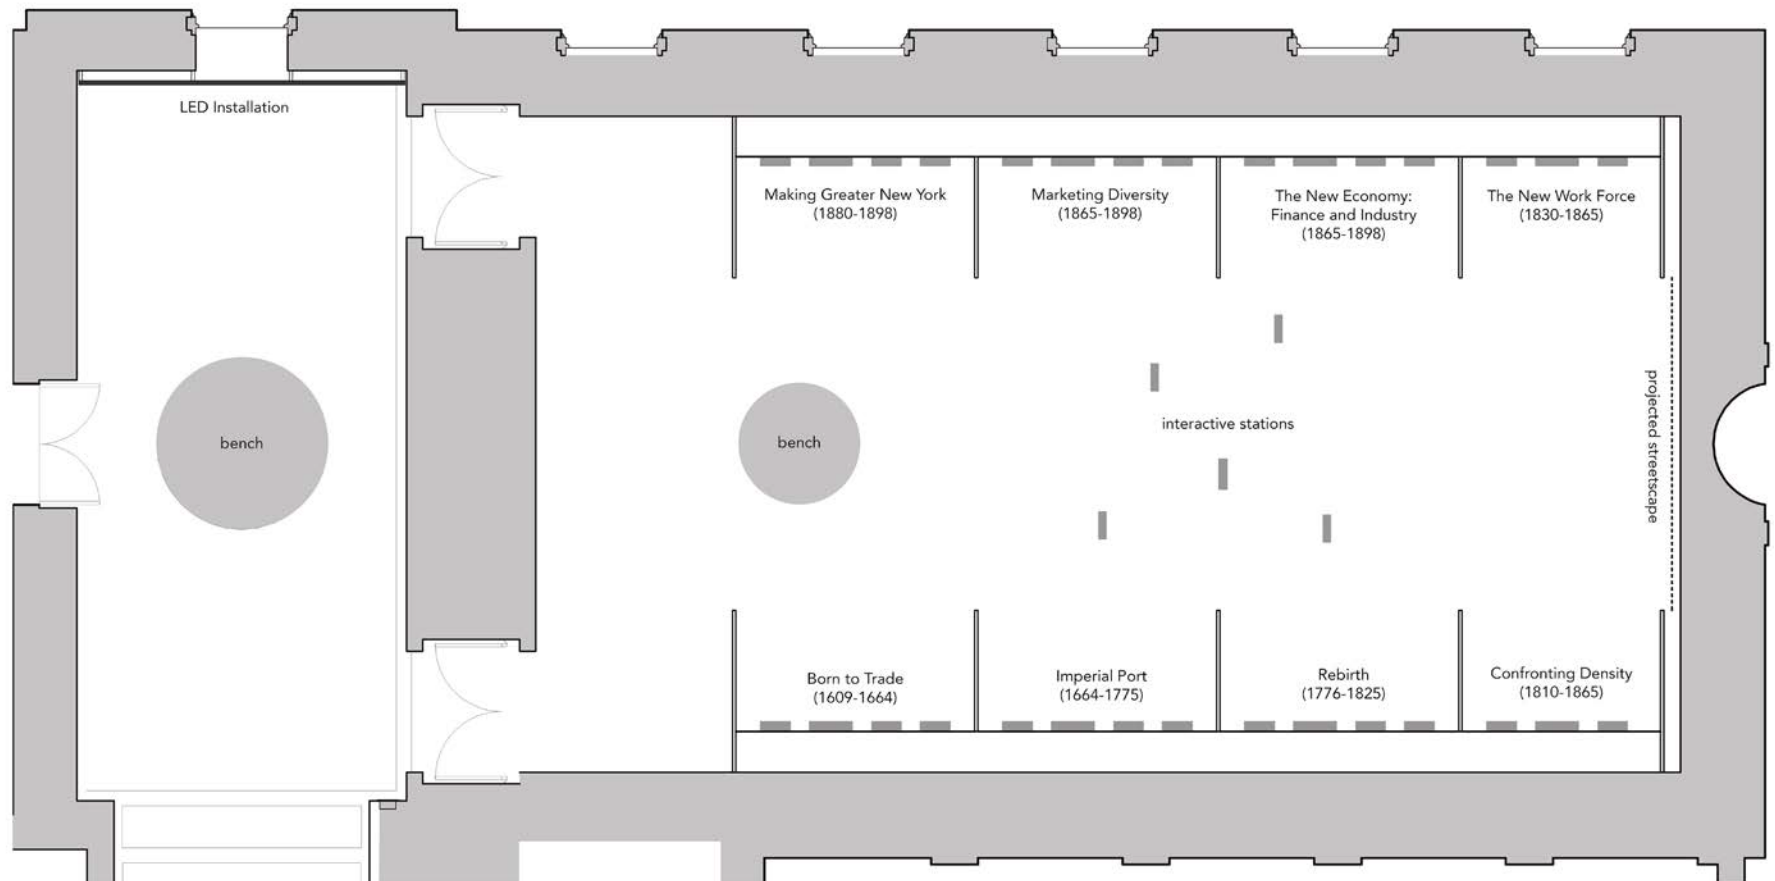 LED Installation
Making Greater New York
(1880-1898)
Marketing Diversity
(1865-1898)
The New Economy:
Finance and Industry
(1865-1898)
The New Work Force
(1830-1865)
bench
bench
interactive stations
projected streetscape
Born to Trade
(1609-1664)
Imperial Port
(1664-1775)
Rebirth
(1776-1825)
Confronting Density
(1810-1865)